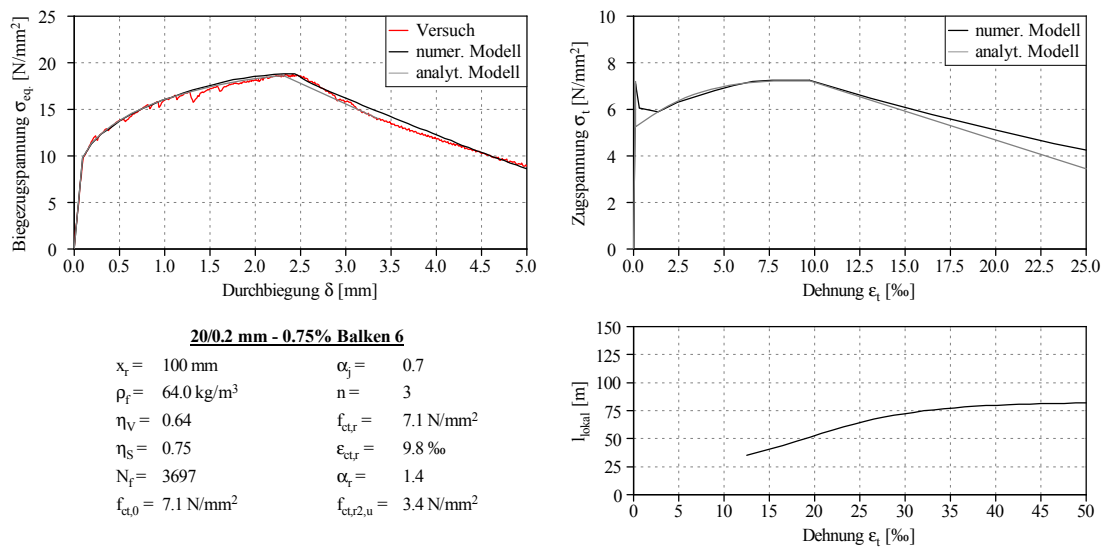 Biegezugspannung σeq. [N/mm²]
25
20
15
10
5
0
Versuch
numer. Modell
analyt. Modell
0.0 0.5 1.0 1.5 2.0 2.5 3.0 3.5 4.0 4.5 5.0
Durchbiegung δ [mm]
Zugspannung σt [N/mm²]
10
8
6
4
2
0
numer. Modell
analyt. Modell
0.0 2.5 5.0 7.5 10.0 12.5 15.0 17.5 20.0 22.5 25.0
Dehnung εt [‰]
20/0.2 mm - 0.75% Balken 6
xr = 100 mm αj = 0.7
ρf = 64.0 kg/m³ n = 3
ηV = 0.64 fct,r = 7.1 N/mm²
ηS = 0.75 εct,r = 9.8 ‰
Nf = 3697 αr = 1.4
fct,0 = 7.1 N/mm² fct,r2,u = 3.4 N/mm²
llokal [m]
150
125
100
75
50
25
0
0.0 5 10 15 20 25 30 35 40 45 50
Dehnung εt [‰]